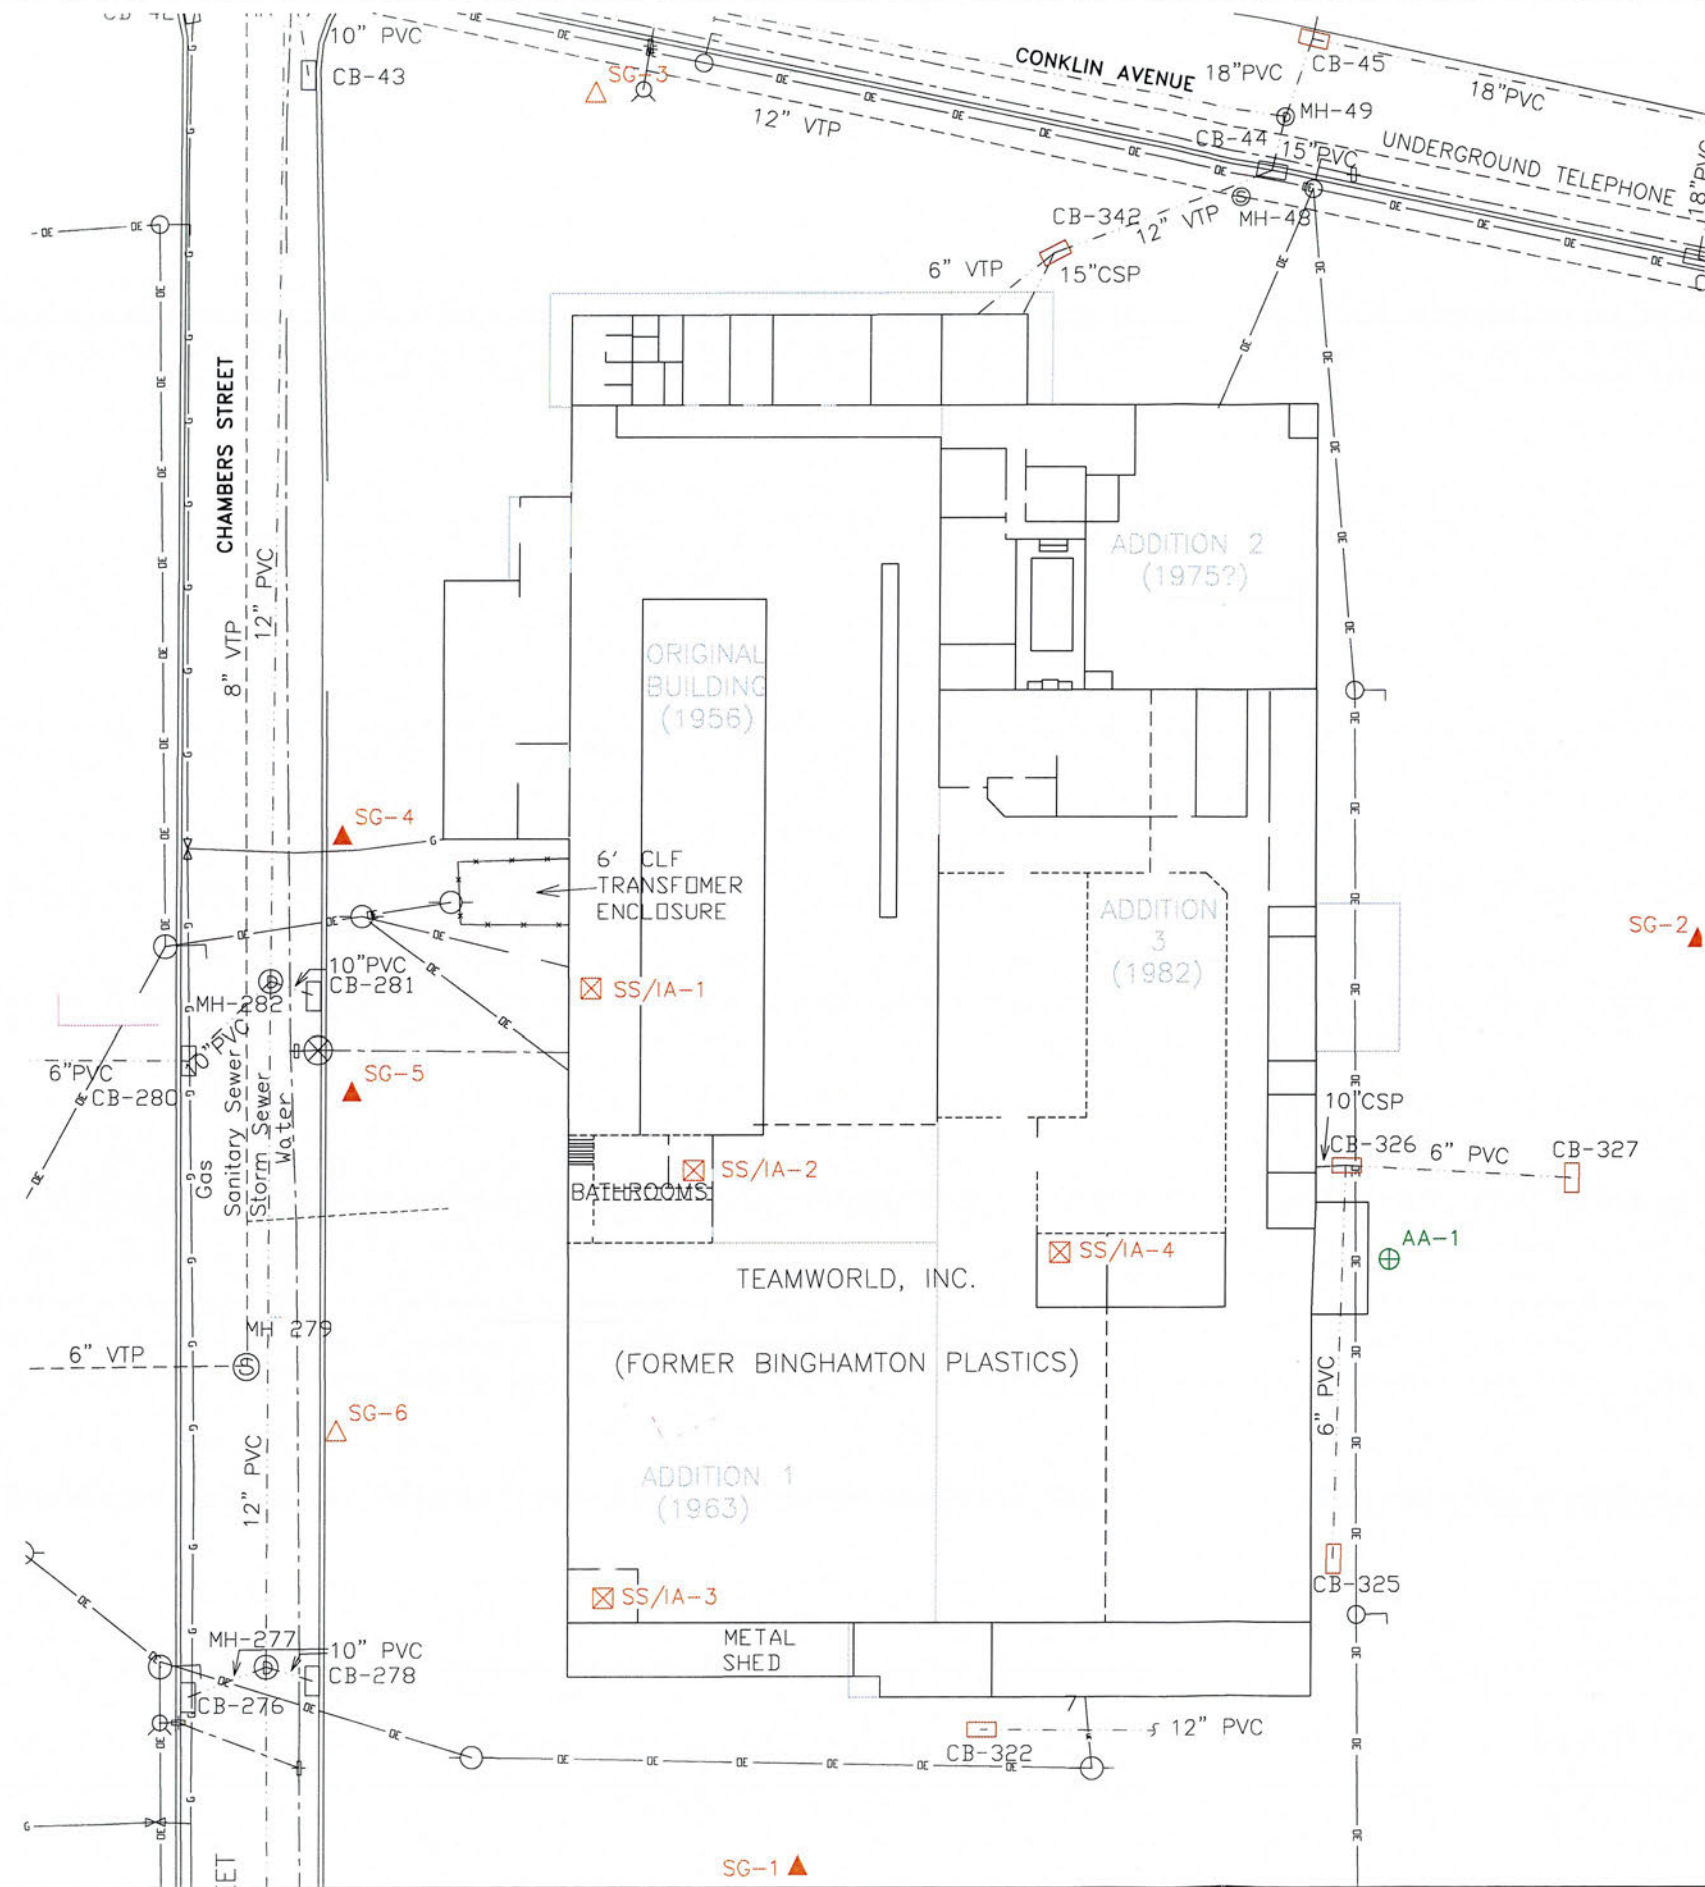 10" PVC
CB-43
SG-3
12" VTP
CONKLIN AVENUE
18"PVC
CB-45
18"PVC
MH-49
CB-44
15"PVC
UNDERGROUND TELEPHONE
18"PVC
CB-342
12" VTP
MH-48
6" VTP
15"CSP
CHAMBERS STREET
8" VTP
12" PVC
ADDITION 2
(1975?)
ORIGINAL
BUILDING
(1956)
SG-4
6' CLF
TRANSFOMER
ENCLOSURE
ADDITION
3
(1982)
SG-2
10"PVC
CB-281
MH-282
SS/IA-1
0"PVC
6"PVC
CB-280
SG-5
Gas
Sanitary Sewer
Storm Sewer
Water
10"CSP
CB-326
6" PVC
CB-327
SS/IA-2
BATHROOMS
AA-1
SS/IA-4
TEAMWORLD, INC.
MH 279
6" VTP
(FORMER BINGHAMTON PLASTICS)
6" PVC
SG-6
12" PVC
ADDITION 1
(1963)
CB-325
SS/IA-3
METAL
SHED
MH-277
10" PVC
CB-278
CB-276
12" PVC
CB-322
SG-1